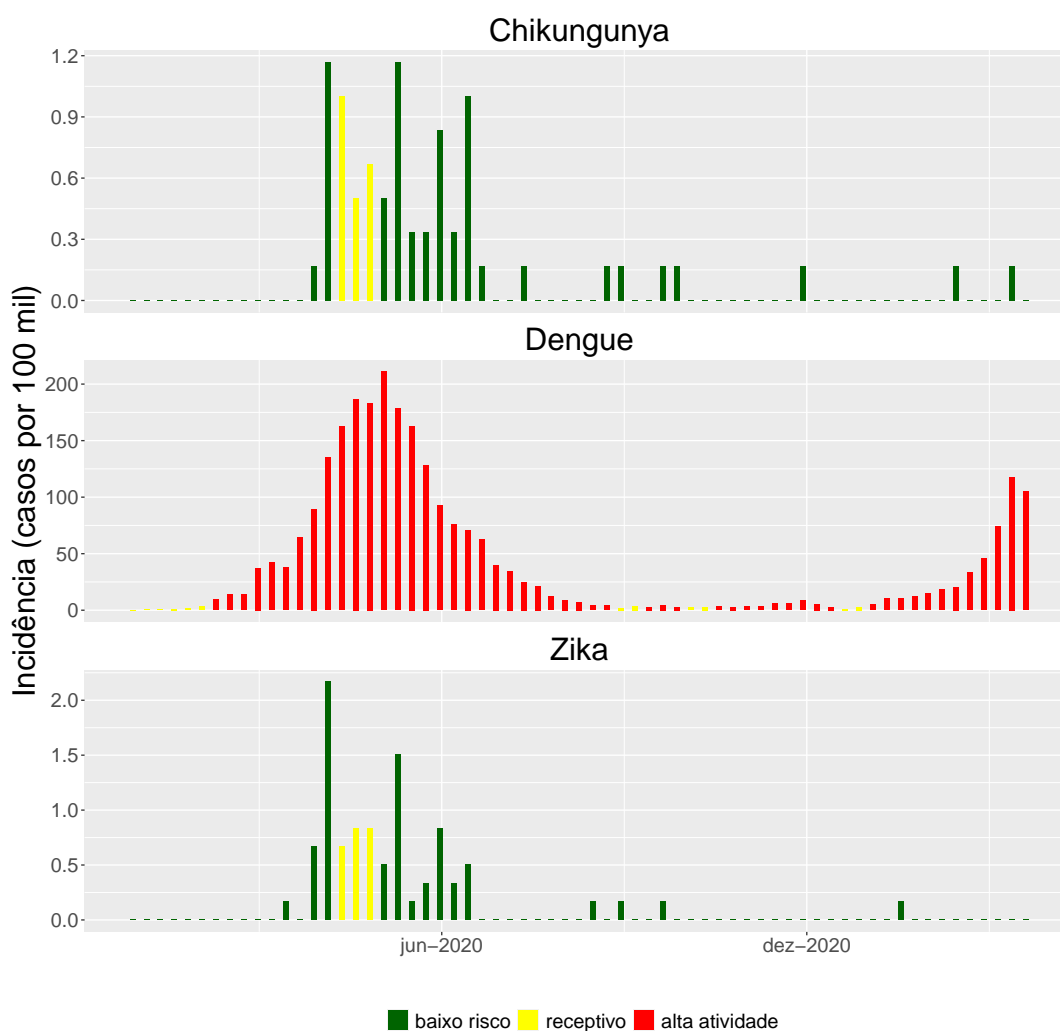 Chikungunya
1.2
0.9
0.6
0.3
0.0
Dengue
200
150
100
50
0
Zika
2.0
1.5
1.0
0.5
0.0
Incidência (casos por 100 mil)
jun−2020
dez−2020
baixo risco receptivo alta atividade